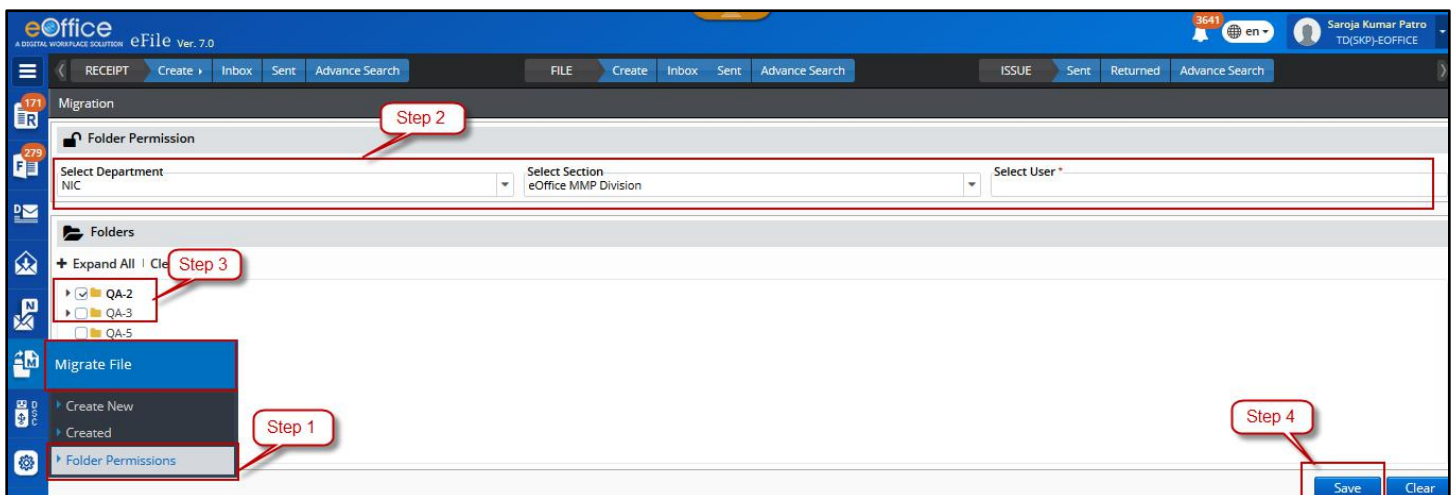 eOffice
A DIGITAL WORKPLACE SOLUTION eFile Ver. 7.0
3641
en
Saroja Kumar Patro
TD(SKP)-EOFFICE
RECEIPT Create Inbox Sent Advance Search FILE Create Inbox Sent Advance Search ISSUE Sent Returned Advance Search
171
R
Migration
Step 2
Folder Permission
279
F
Select Department Select Section Select User *
NIC eOffice MMP Division
D
Folders
+ Expand All | Cle
Step 3
QA-2
N
QA-3
QA-5
M
Migrate File
DSC
Create New
Created
Step 1
Step 4
Folder Permissions
Save Clear